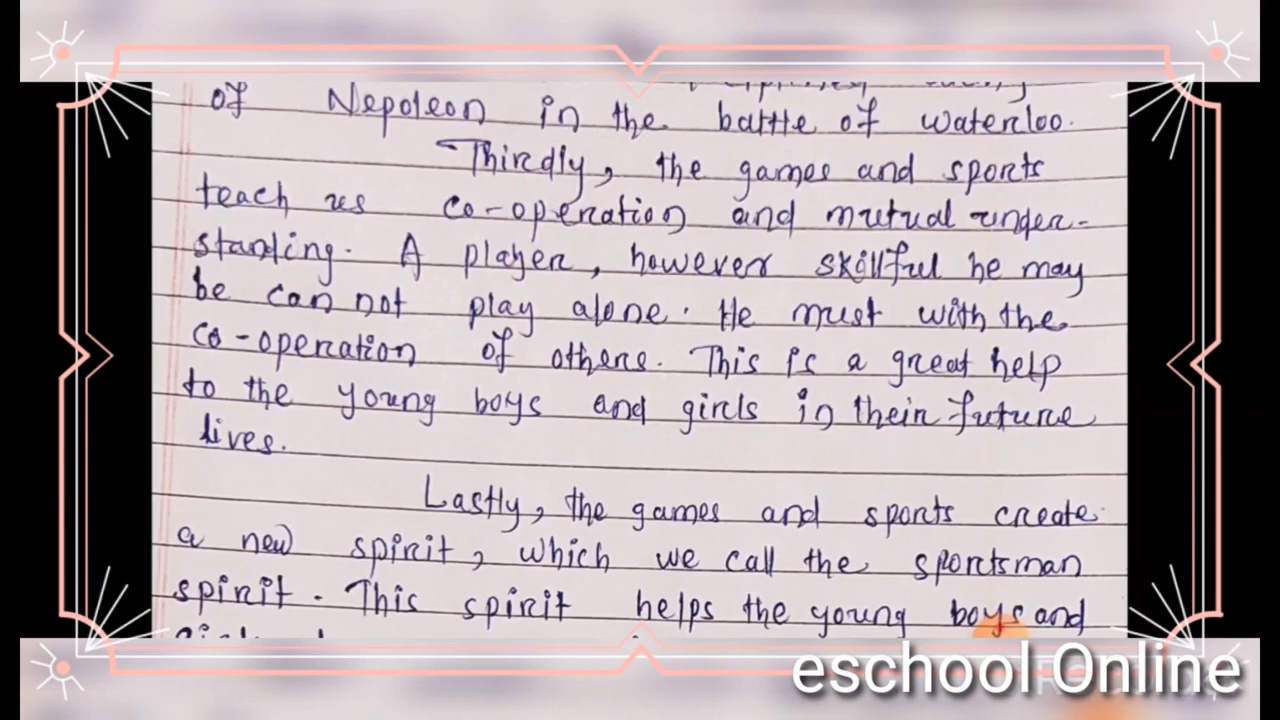 of Nepoleon in the battle of waterloo.
Thirdly, the games and sports
teach us co-operation and mutual under-
standing. A player, however skillful he may
be can not play alone. He must with the
co-operation of others. This is a great help
to the young boys and girls in their future
lives.
Lastly, the games and sports create
a new spirit, which we call the sportsman
spirit. This spirit helps the young boys and
eschool Online